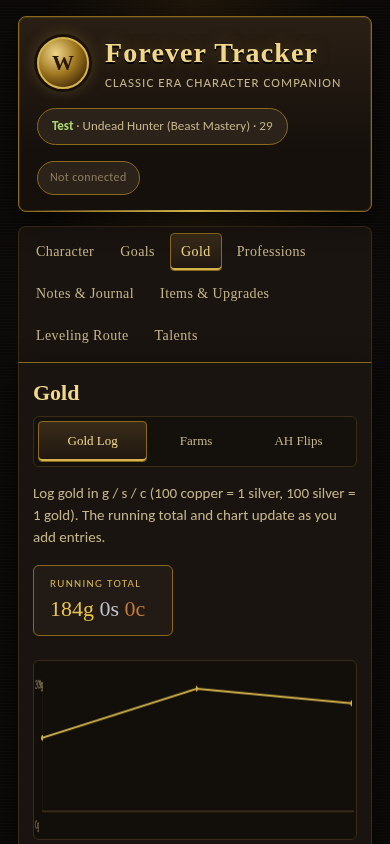 W
Forever Tracker
CLASSIC ERA CHARACTER COMPANION
Test · Undead Hunter (Beast Mastery) · 29
Not connected
Character Goals Gold Professions
Notes & Journal Items & Upgrades
Leveling Route Talents
Gold
Gold Log Farms AH Flips
Log gold in g / s / c (100 copper = 1 silver, 100 silver =
1 gold). The running total and chart update as you
add entries.
RUNNING TOTAL
184g 0s 0c